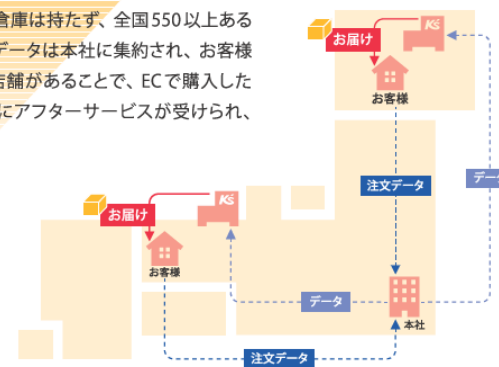 倉庫は持たず、全国550以上ある
データは本社に集約され、お客様
店舗があることで、ECで購入した
にアフターサービスが受けられ、
K's
お届け
お客様
注文データ
データ
K's
お届け
お客様
データ
本社
注文データ